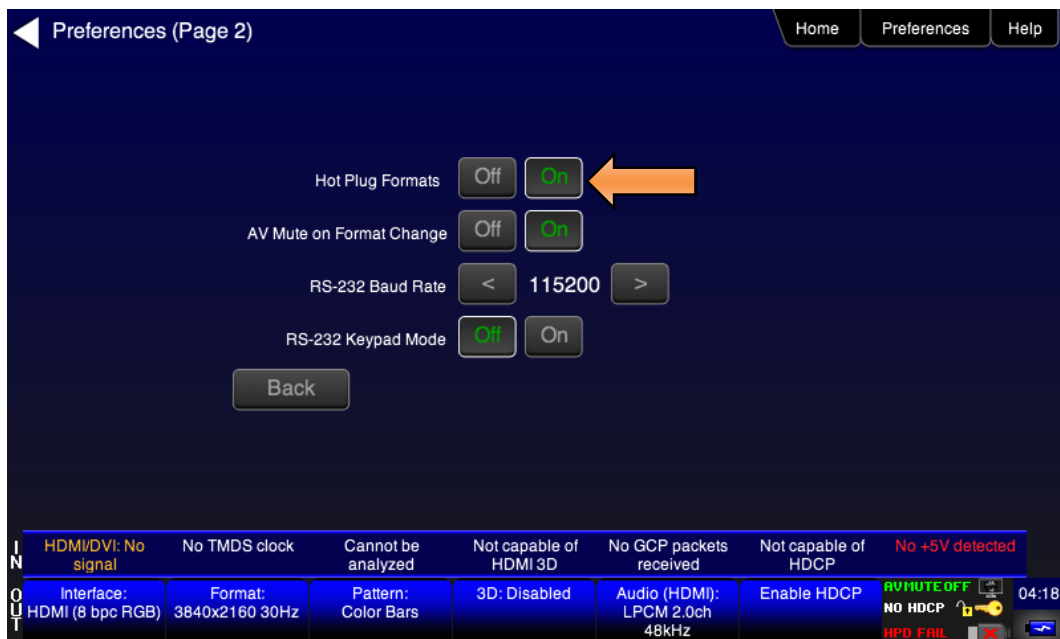 Preferences (Page 2)
Home
Preferences
Help
Hot Plug Formats
Off
On
AV Mute on Format Change
Off
On
RS-232 Baud Rate
<
115200
>
RS-232 Keypad Mode
Off
On
Back
IN
HDMI/DVI: No
signal
No TMDS clock
Cannot be
analyzed
Not capable of
HDMI 3D
No GCP packets
received
Not capable of
HDCP
No +5V detected
OUT
Interface:
HDMI (8 bpc RGB)
Format:
3840x2160 30Hz
Pattern:
Color Bars
3D: Disabled
Audio (HDMI):
LPCM 2.0ch
48kHz
Enable HDCP
AVMUTEOFF
NO HDCP
HPD FAIL
04:18